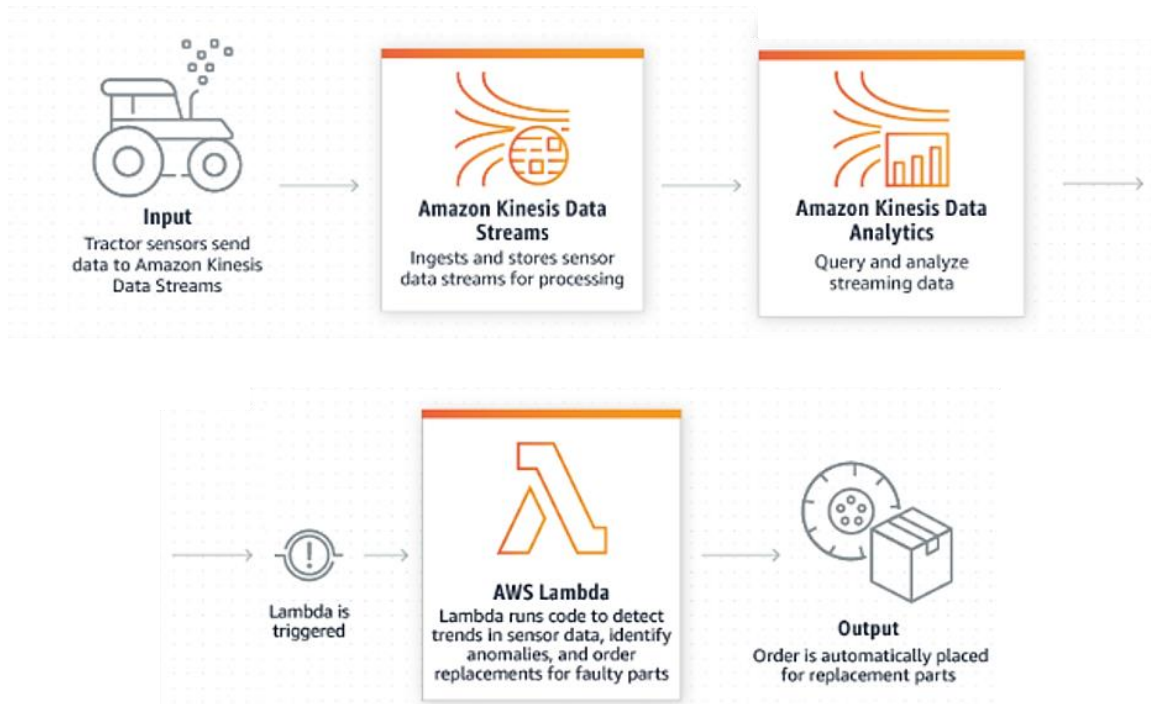 Input
Tractor sensors send
data to Amazon Kinesis
Data Streams
Amazon Kinesis Data
Streams
Ingests and stores sensor
data streams for processing
Amazon Kinesis Data
Analytics
Query and analyze
streaming data
Lambda is
triggered
AWS Lambda
Lambda runs code to detect
trends in sensor data, identify
anomalies, and order
replacements for faulty parts
Output
Order is automatically placed
for replacement parts